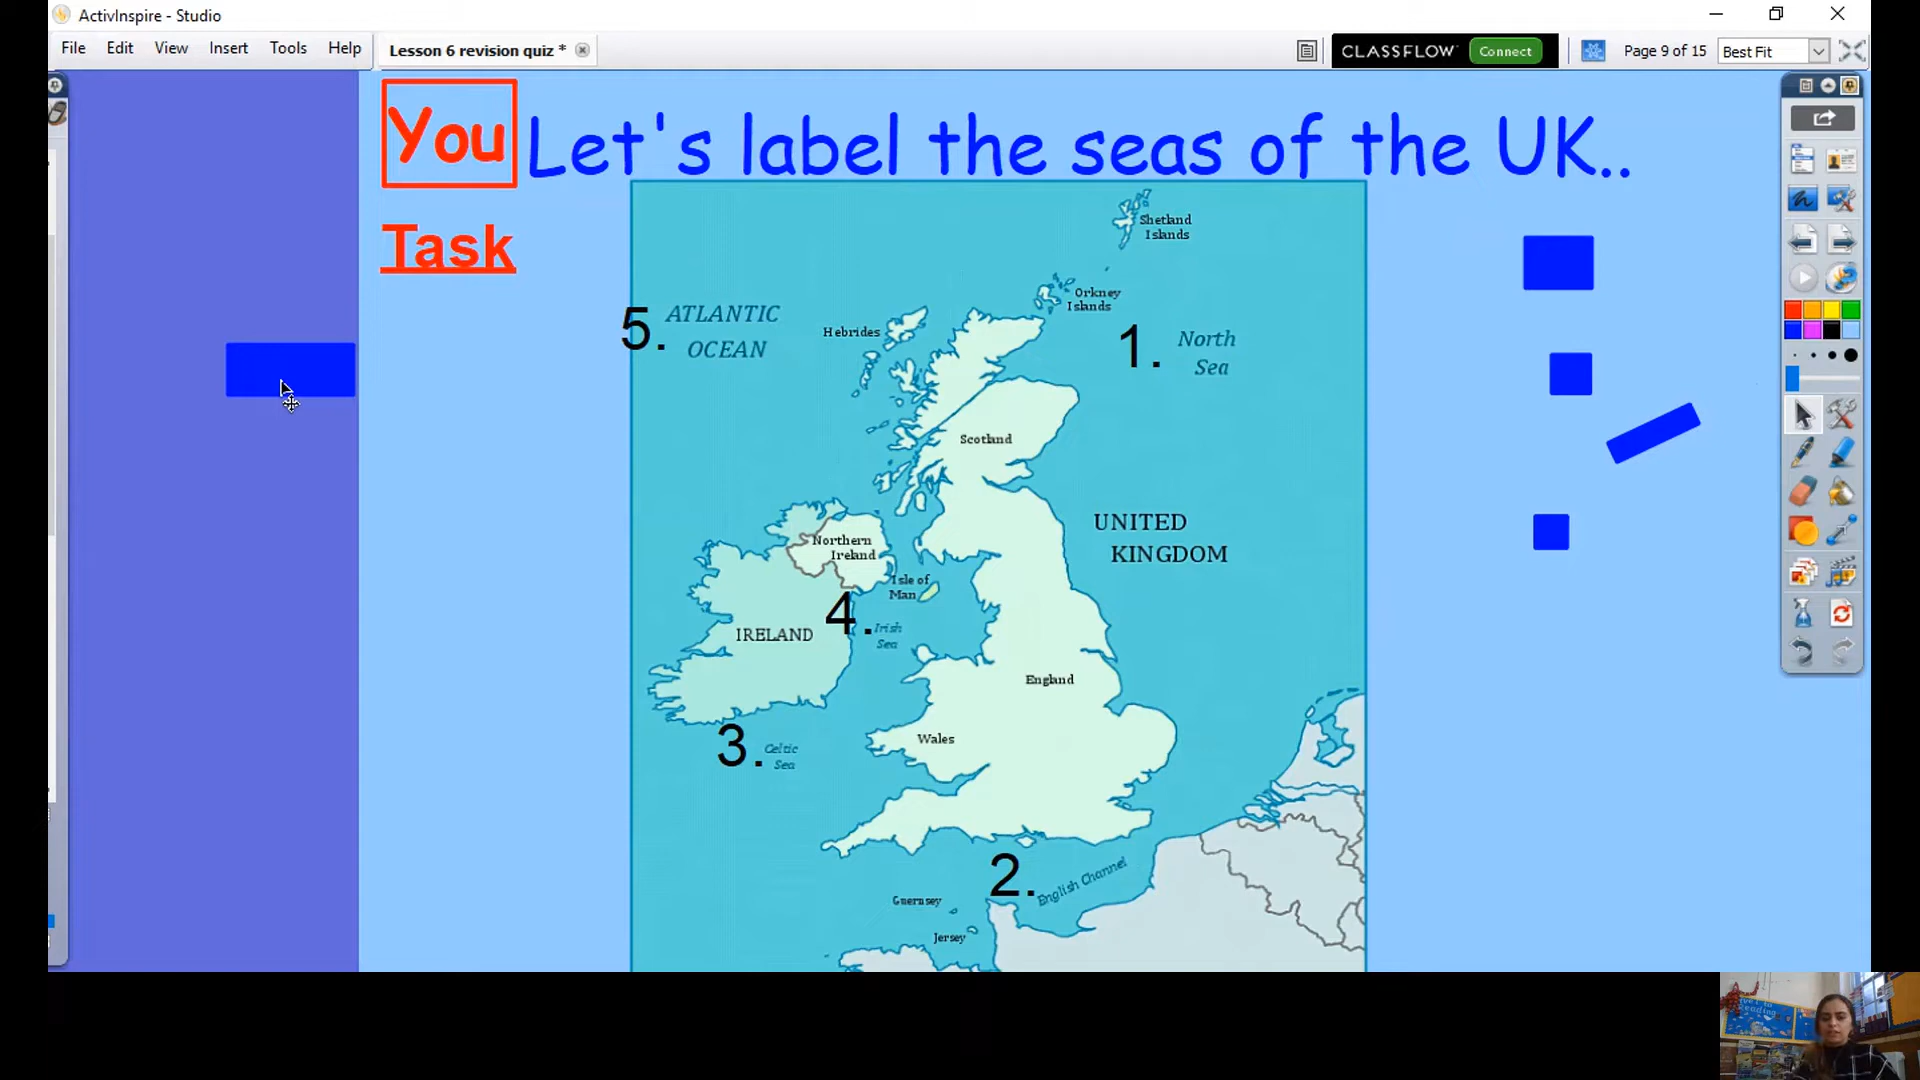 ActivInspire - Studio
File Edit View Insert Tools Help
Lesson 6 revision quiz *
CLASSFLOW Connect
Page 9 of 15
Best Fit
You Let's label the seas of the UK..
Task
Shetland
Islands
Orkney
Islands
5. ATLANTIC
OCEAN
Hebrides
1. North
Sea
Scotland
UNITED
KINGDOM
Northern
Ireland
Isle of
Man
4. Irish
Sea
IRELAND
England
Wales
3. Celtic
Sea
2. English Channel
Guernsey
Jersey